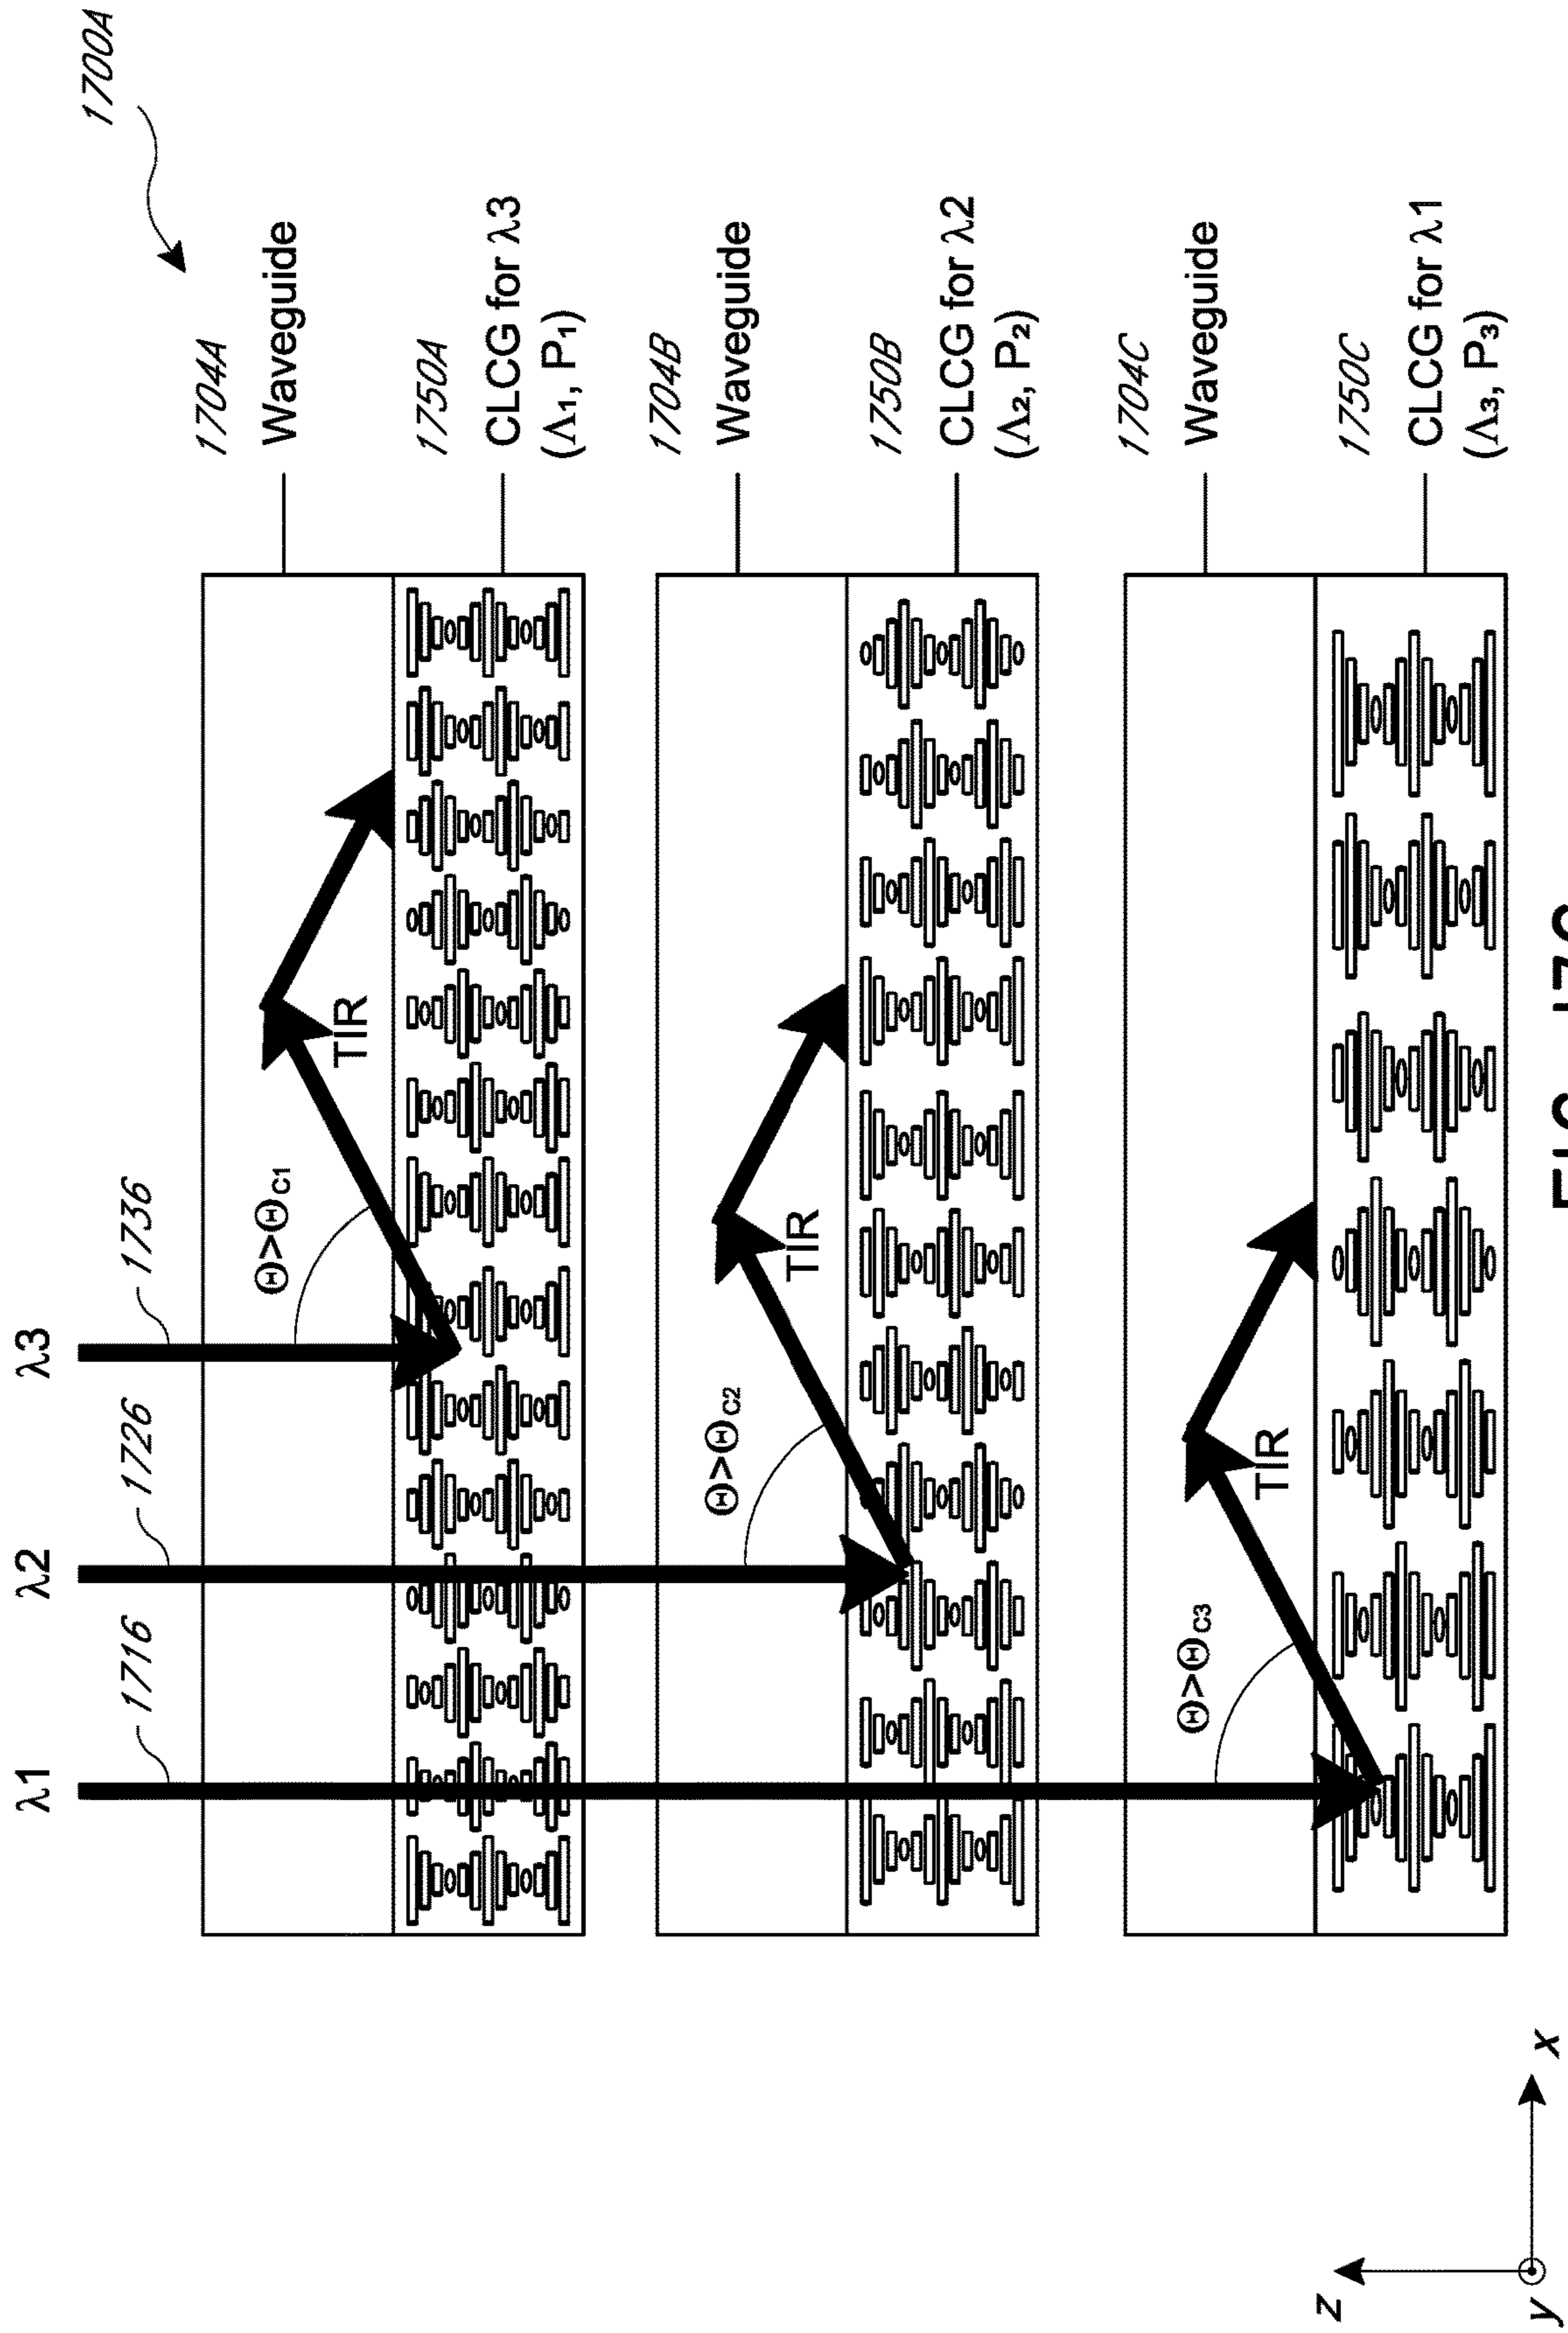 λ1 λ2 λ3
1716 1726 1736 1700A
1704A
Waveguide
Θ>ΘC1
TIR
1750A
CLCG for λ3
(Λ₁, P₁)
1704B
Waveguide
Θ>ΘC2
TIR
1750B
CLCG for λ2
(Λ₂, P₂)
1704C
Waveguide
Θ>ΘC3
TIR
1750C
CLCG for λ1
(Λ₃, P₃)
z
y x